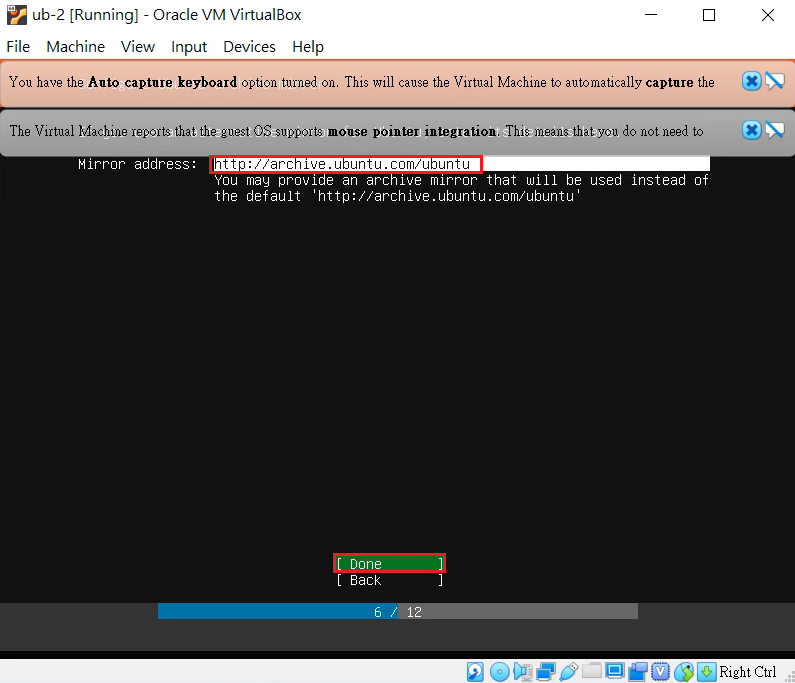 ub-2 [Running] - Oracle VM VirtualBox
File Machine View Input Devices Help
You have the Auto capture keyboard option turned on. This will cause the Virtual Machine to automatically capture the
The Virtual Machine reports that the guest OS supports mouse pointer integration. This means that you do not need to
Mirror address: http://archive.ubuntu.com/ubuntu
You may provide an archive mirror that will be used instead of
the default 'http://archive.ubuntu.com/ubuntu'
[ Done ]
[ Back ]
6 / 12
Right Ctrl